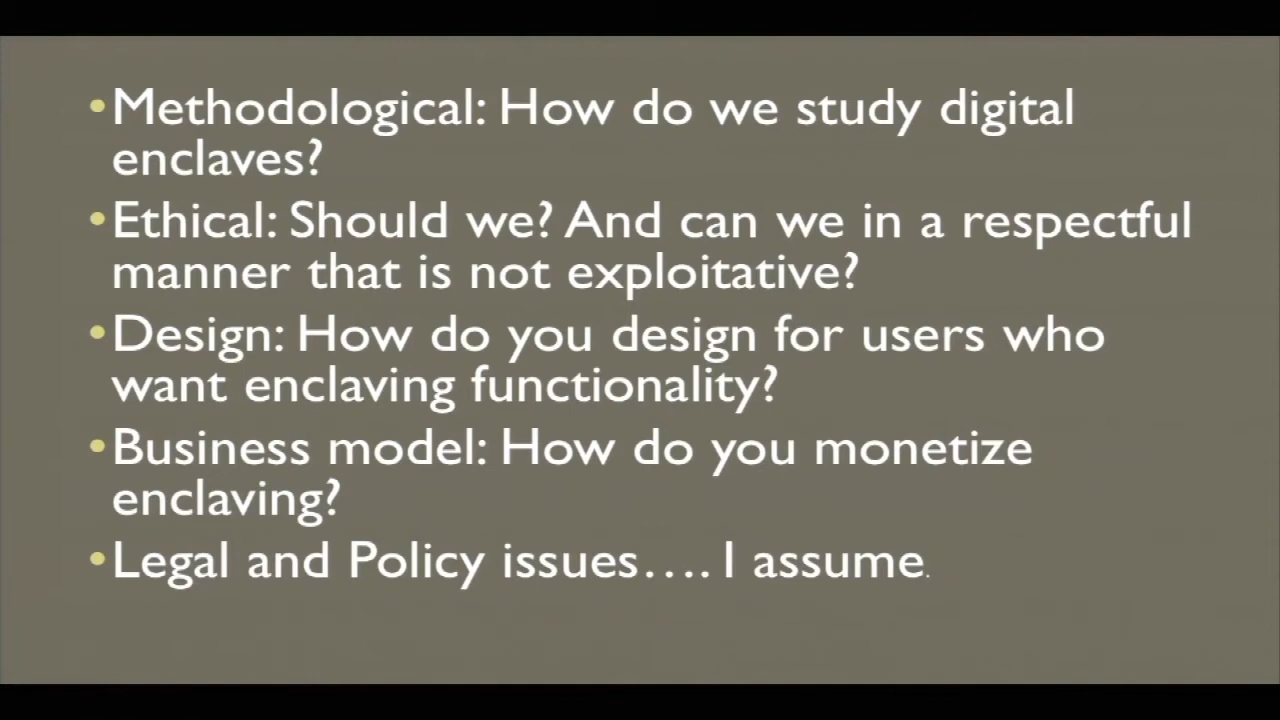 •Methodological: How do we study digital
enclaves?
•Ethical: Should we? And can we in a respectful
manner that is not exploitative?
•Design: How do you design for users who
want enclaving functionality?
•Business model: How do you monetize
enclaving?
•Legal and Policy issues…. I assume.